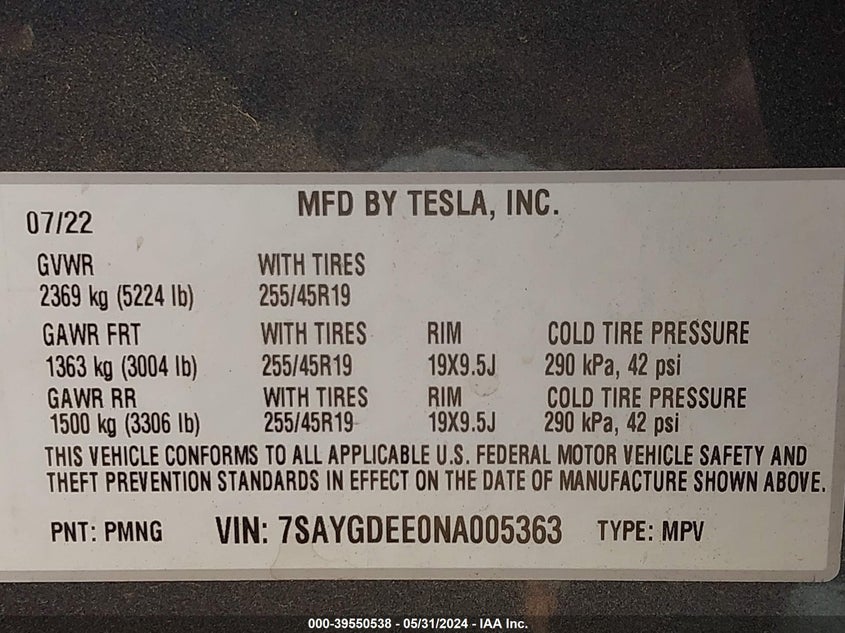 MFD BY TESLA, INC.
07/22
GVWR WITH TIRES
2369 kg (5224 lb) 255/45R19
GAWR FRT WITH TIRES RIM COLD TIRE PRESSURE
1363 kg (3004 lb) 255/45R19 19X9.5J 290 kPa, 42 psi
GAWR RR WITH TIRES RIM COLD TIRE PRESSURE
1500 kg (3306 lb) 255/45R19 19X9.5J 290 kPa, 42 psi
THIS VEHICLE CONFORMS TO ALL APPLICABLE U.S. FEDERAL MOTOR VEHICLE SAFETY AND
THEFT PREVENTION STANDARDS IN EFFECT ON THE DATE OF MANUFACTURE SHOWN ABOVE.
PNT: PMNG VIN: 7SAYGDEE0NA005363 TYPE: MPV
000-39550538 - 05/31/2024 - IAA Inc.